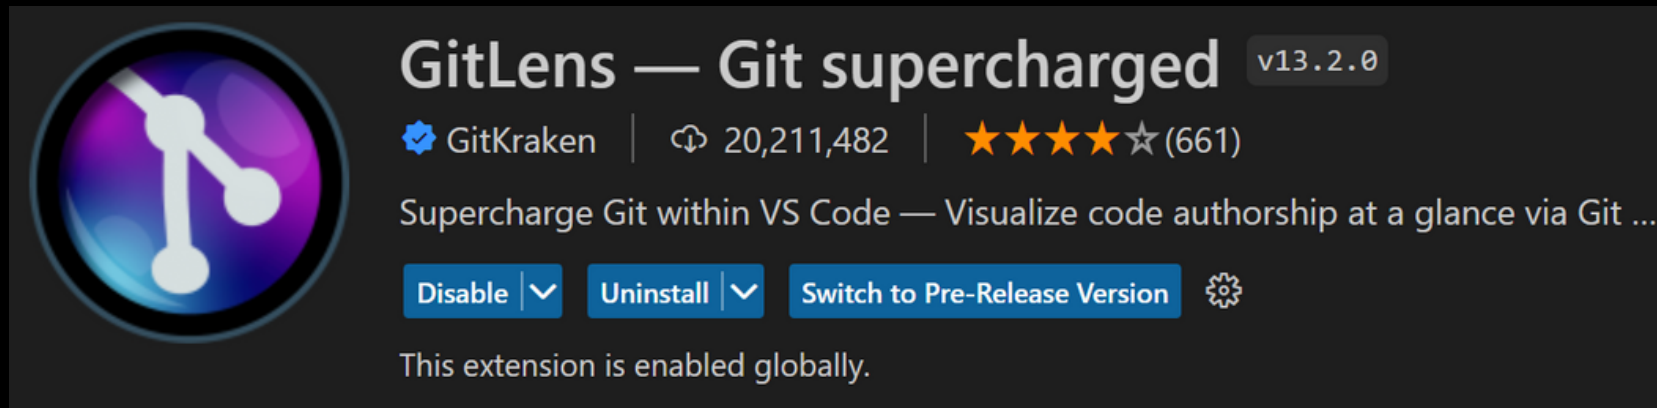 GitLens — Git supercharged v13.2.0
GitKraken 20,211,482 (661)
Supercharge Git within VS Code — Visualize code authorship at a glance via Git ...
Disable Uninstall Switch to Pre-Release Version
This extension is enabled globally.